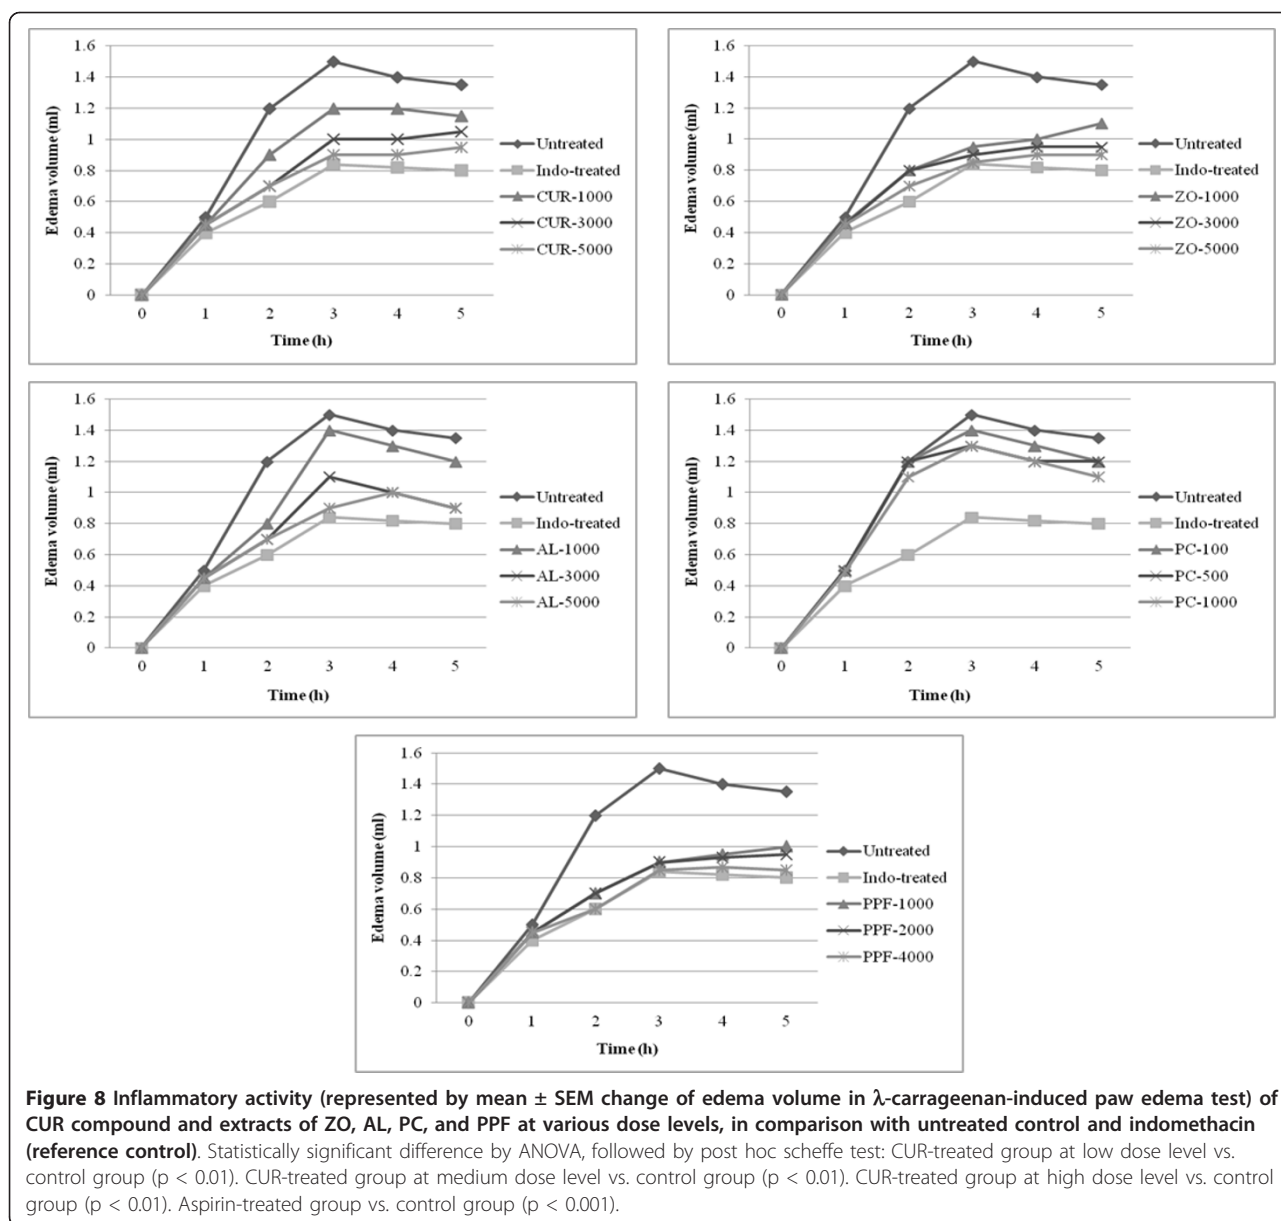 1.6
1.4
1.2
1
0.8
0.6
0.4
0.2
0
Edema volume (ml)
0 1 2 3 4 5
Time (h)
Untreated
Indo-treated
CUR-1000
CUR-3000
CUR-5000
1.6
1.4
1.2
1
0.8
0.6
0.4
0.2
0
Edema volume (ml)
0 1 2 3 4 5
Time (h)
Untreated
Indo-treated
ZO-1000
ZO-3000
ZO-5000
1.6
1.4
1.2
1
0.8
0.6
0.4
0.2
0
Edema volume (ml)
0 1 2 3 4 5
Time (h)
Untreated
Indo-treated
AL-1000
AL-3000
AL-5000
1.6
1.4
1.2
1
0.8
0.6
0.4
0.2
0
Edema volume (ml)
0 1 2 3 4 5
Time (h)
Untreated
Indo-treated
PC-100
PC-500
PC-1000
1.6
1.4
1.2
1
0.8
0.6
0.4
0.2
0
Edema volume (ml)
0 1 2 3 4 5
Time (h)
Untreated
Indo-treated
PPF-1000
PPF-2000
PPF-4000
Figure 8 Inflammatory activity (represented by mean ± SEM change of edema volume in λ-carrageenan-induced paw edema test) of
CUR compound and extracts of ZO, AL, PC, and PPF at various dose levels, in comparison with untreated control and indomethacin
(reference control). Statistically significant difference by ANOVA, followed by post hoc scheffe test: CUR-treated group at low dose level vs.
control group (p < 0.01). CUR-treated group at medium dose level vs. control group (p < 0.01). CUR-treated group at high dose level vs. control
group (p < 0.01). Aspirin-treated group vs. control group (p < 0.001).